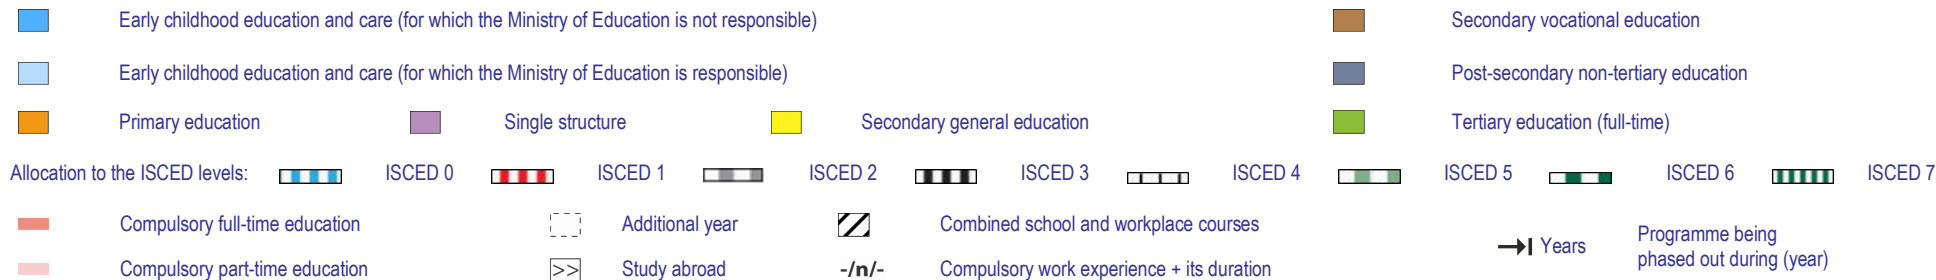 Early childhood education and care (for which the Ministry of Education is not responsible)
Secondary vocational education
Early childhood education and care (for which the Ministry of Education is responsible)
Post-secondary non-tertiary education
Primary education
Single structure
Secondary general education
Tertiary education (full-time)
Allocation to the ISCED levels:
ISCED 0
ISCED 1
ISCED 2
ISCED 3
ISCED 4
ISCED 5
ISCED 6
ISCED 7
Compulsory full-time education
Additional year
Combined school and workplace courses
Years
Programme being
phased out during (year)
Compulsory part-time education
>>
Study abroad
-/n/-
Compulsory work experience + its duration